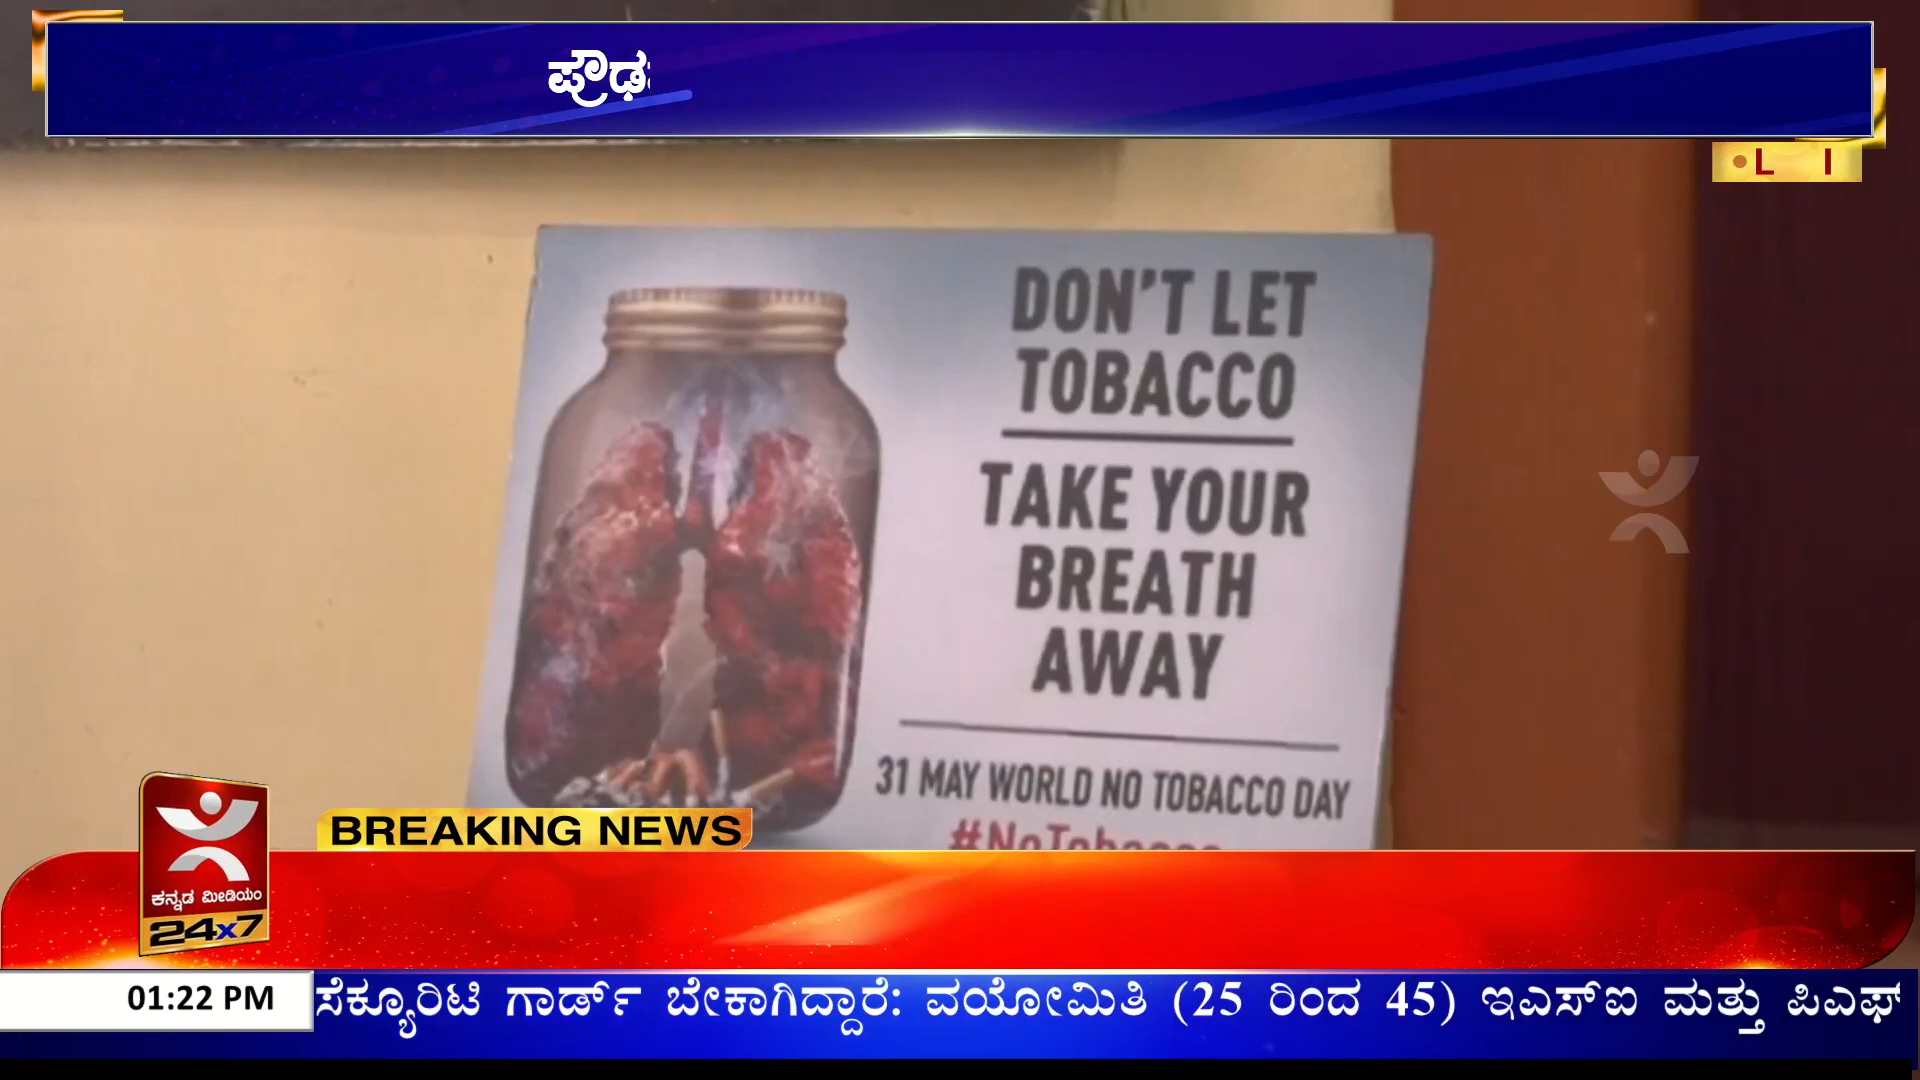 ಪ್ರೌಢ
DON'T LET
TOBACCO
TAKE YOUR
BREATH
AWAY
31 MAY WORLD NO TOBACCO DAY
#NoTobacco
BREAKING NEWS
ಕನ್ನಡ ಮೀಡಿಯಂ
24x7
01:22 PM
ಸೆಕ್ಯೂರಿಟಿ ಗಾರ್ಡ್ ಬೇಕಾಗಿದ್ದಾರೆ: ವಯೋಮಿತಿ (25 ರಿಂದ 45) ಇಎಸ್ಐ ಮತ್ತು ಪಿಎಫ್